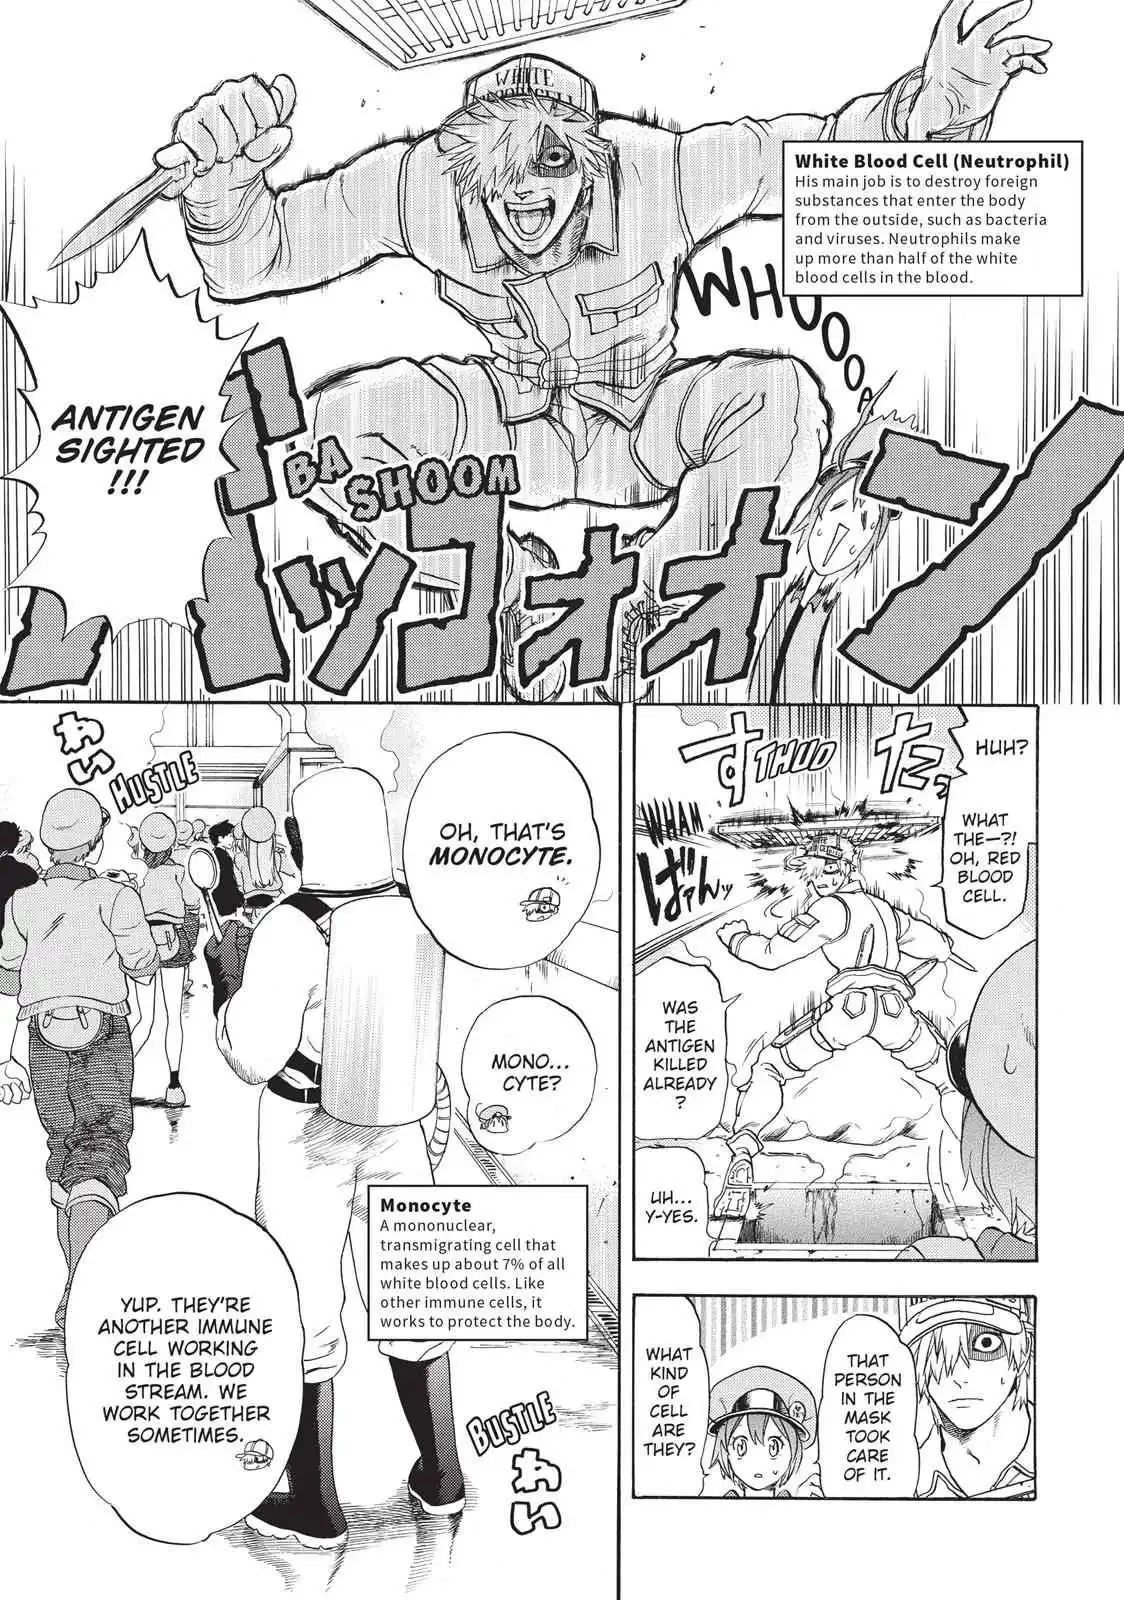 WHITE
BLOOD CELL
White Blood Cell (Neutrophil)
His main job is to destroy foreign
substances that enter the body
from the outside, such as bacteria
and viruses. Neutrophils make
up more than half of the white
blood cells in the blood.
WHOOOA
ANTIGEN
SIGHTED
!!!
BA
SHOOM
バッコォオオン
HUH?
WHAT
THE—?!
OH, RED
BLOOD
CELL.
すたっ
THUD
WHAM
ばぁんッ
WAS
THE
ANTIGEN
KILLED
ALREADY
?
UH...
Y-YES.
THAT
PERSON
IN THE
MASK
TOOK
CARE
OF IT.
WHAT
KIND
OF
CELL
ARE
THEY?
わい
HUSTLE
OH, THAT'S
MONOCYTE.
MONO...
CYTE?
Monocyte
A mononuclear,
transmigrating cell that
makes up about 7% of all
white blood cells. Like
other immune cells, it
works to protect the body.
YUP. THEY'RE
ANOTHER IMMUNE
CELL WORKING
IN THE BLOOD
STREAM. WE
WORK TOGETHER
SOMETIMES.
BUSTLE
わい